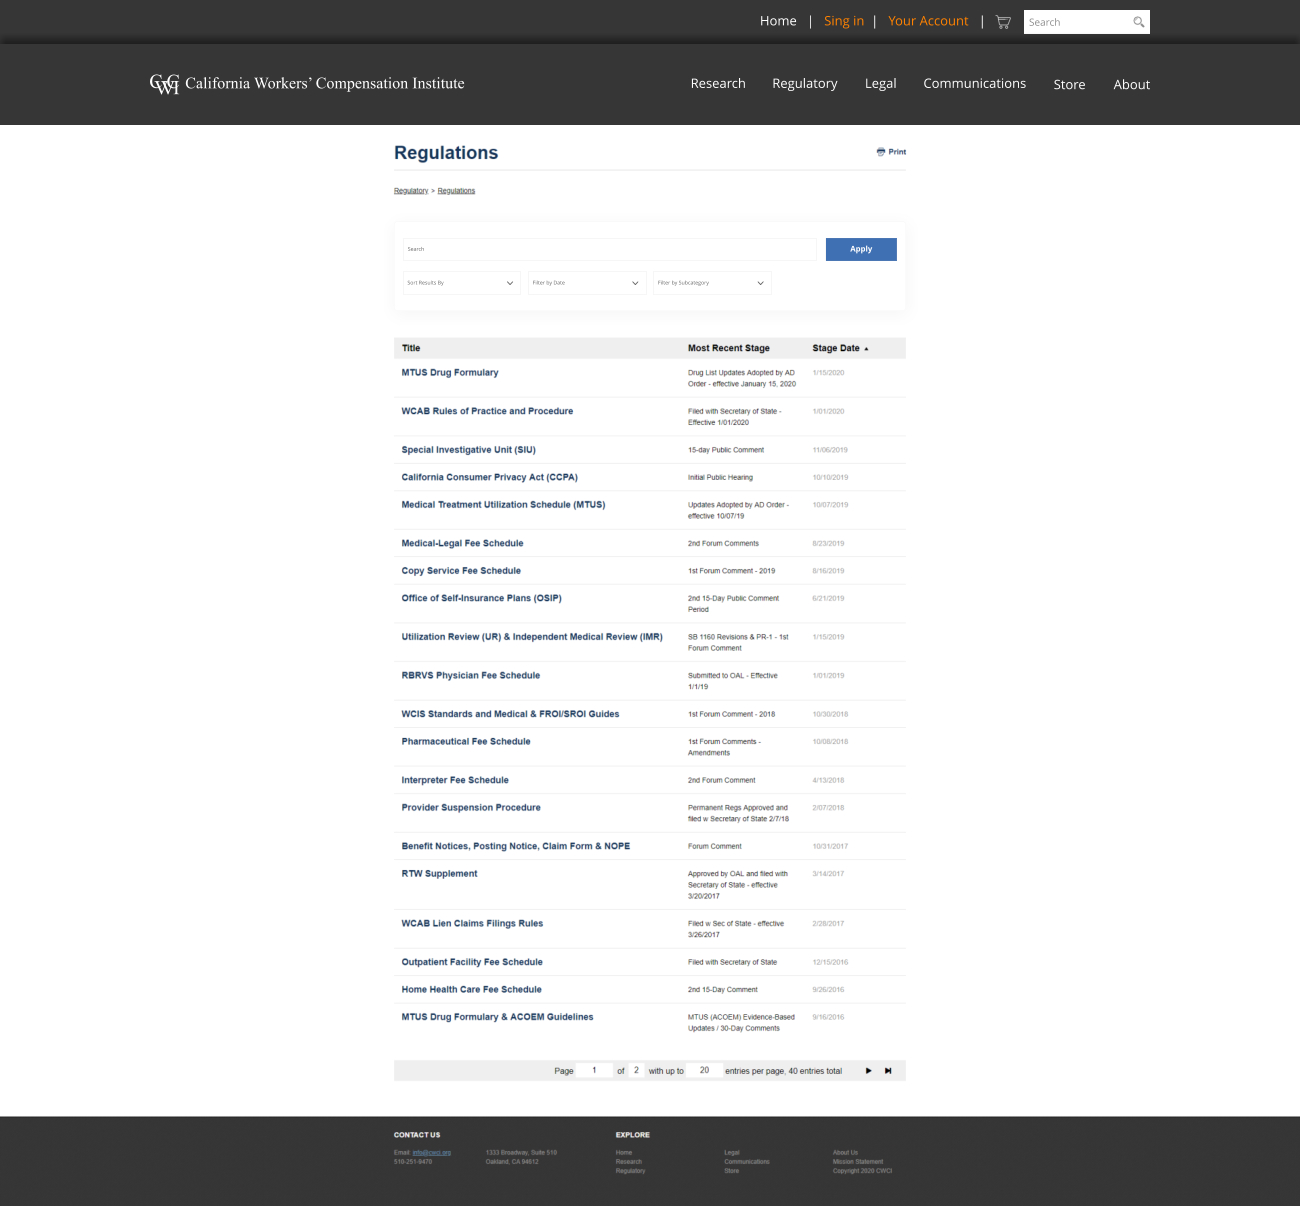 Home | Sing in | Your Account | Search
CWCI California Workers' Compensation Institute
Research Regulatory Legal Communications Store About
Regulations
Print
Regulatory > Regulations
Search
Apply
Sort Results By
Filter by Date
Filter by Subcategory
Title Most Recent Stage Stage Date
MTUS Drug Formulary Drug List Updates Adopted by AD 1/15/2020
Order - effective January 15, 2020
WCAB Rules of Practice and Procedure Filed with Secretary of State - 1/01/2020
Effective 1/01/2020
Special Investigative Unit (SIU) 15-day Public Comment 11/06/2019
California Consumer Privacy Act (CCPA) Initial Public Hearing 10/10/2019
Medical Treatment Utilization Schedule (MTUS) Updates Adopted by AD Order - 10/07/2019
effective 10/07/19
Medical-Legal Fee Schedule 2nd Forum Comments 8/23/2019
Copy Service Fee Schedule 1st Forum Comment - 2019 8/16/2019
Office of Self-Insurance Plans (OSIP) 2nd 15-Day Public Comment 6/21/2019
Period
Utilization Review (UR) & Independent Medical Review (IMR) SB 1160 Revisions & PR-1 - 1st 1/15/2019
Forum Comment
RBRVS Physician Fee Schedule Submitted to OAL - Effective 1/01/2019
1/1/19
WCIS Standards and Medical & FROI/SROI Guides 1st Forum Comment - 2018 10/30/2018
Pharmaceutical Fee Schedule 1st Forum Comments - 10/08/2018
Amendments
Interpreter Fee Schedule 2nd Forum Comment 4/13/2018
Provider Suspension Procedure Permanent Regs Approved and 2/07/2018
filed w Secretary of State 2/7/18
Benefit Notices, Posting Notice, Claim Form & NOPE Forum Comment 10/31/2017
RTW Supplement Approved by OAL and filed with 3/14/2017
Secretary of State - effective
3/20/2017
WCAB Lien Claims Filings Rules Filed w Sec of State - effective 2/28/2017
3/26/2017
Outpatient Facility Fee Schedule Filed with Secretary of State 12/15/2016
Home Health Care Fee Schedule 2nd 15-Day Comment 9/26/2016
MTUS Drug Formulary & ACOEM Guidelines MTUS (ACOEM) Evidence-Based 9/16/2016
Updates / 30-Day Comments
Page 1 of 2 with up to 20 entries per page, 40 entries total
CONTACT US
Email: info@cwci.org
510-251-9470
1333 Broadway, Suite 510
Oakland, CA 94612
EXPLORE
Home
Research
Regulatory
Legal
Communications
Store
About Us
Mission Statement
Copyright 2020 CWCI